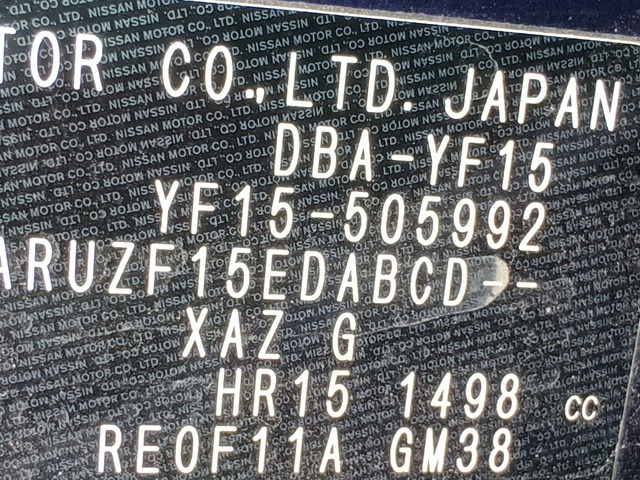 TOR CO.,LTD. JAPAN
DBA-YF15
YF15-505992
ARUZF15EDABCD--
XAZ G
HR15 1498 cc
RE0F11A GM38